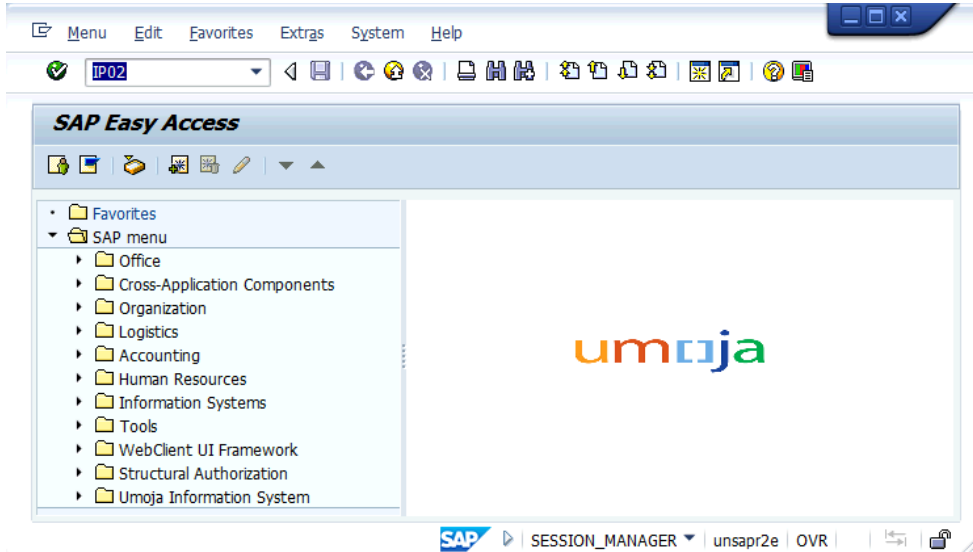 Menu Edit Favorites Extras System Help
IP02
SAP Easy Access
Favorites
SAP menu
Office
Cross-Application Components
Organization
Logistics
Accounting
Human Resources
Information Systems
Tools
WebClient UI Framework
Structural Authorization
Umoja Information System
umoja
SAP SESSION_MANAGER unsapr2e OVR